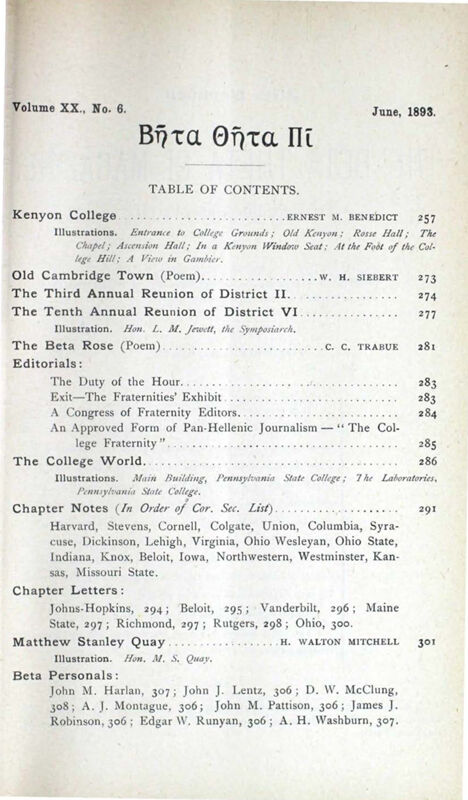 Volume XX., No. 6. June, 1893.
Βῆτα Θῆτα Πῖ
TABLE OF CONTENTS.
Kenyon College ........................ERNEST M. BENEDICT 257
Illustrations. Entrance to College Grounds; Old Kenyon; Rosse Hall; The
Chapel; Ascension Hall; In a Kenyon Window Seat; At the Foot of the Col-
lege Hill; A View in Gambier.
Old Cambridge Town (Poem)..................W. H. SIEBERT 273
The Third Annual Reunion of District II................. 274
The Tenth Annual Reunion of District VI............... 277
Illustration. Hon. L. M. Jewett, the Symposiarch.
The Beta Rose (Poem)........................C. C. TRABUE 281
Editorials:
The Duty of the Hour................................ 283
Exit—The Fraternities' Exhibit.......................... 283
A Congress of Fraternity Editors........................ 284
An Approved Form of Pan-Hellenic Journalism — "The Col-
lege Fraternity"................................... 285
The College World..................................... 286
Illustrations. Main Building, Pennsylvania State College; The Laboratories,
Pennsylvania State College.
Chapter Notes (In Order of Cor. Sec. List)................... 291
Harvard, Stevens, Cornell, Colgate, Union, Columbia, Syra-
cuse, Dickinson, Lehigh, Virginia, Ohio Wesleyan, Ohio State,
Indiana, Knox, Beloit, Iowa, Northwestern, Westminster, Kan-
sas, Missouri State.
Chapter Letters:
Johns-Hopkins, 294; Beloit, 295; Vanderbilt, 296; Maine
State, 297; Richmond, 297; Rutgers, 298; Ohio, 300.
Matthew Stanley Quay.................H. WALTON MITCHELL 301
Illustration. Hon. M. S. Quay.
Beta Personals:
John M. Harlan, 307; John J. Lentz, 306; D. W. McClung,
308; A. J. Montague, 306; John M. Pattison, 306; James J.
Robinson, 306; Edgar W. Runyan, 306; A. H. Washburn, 307.